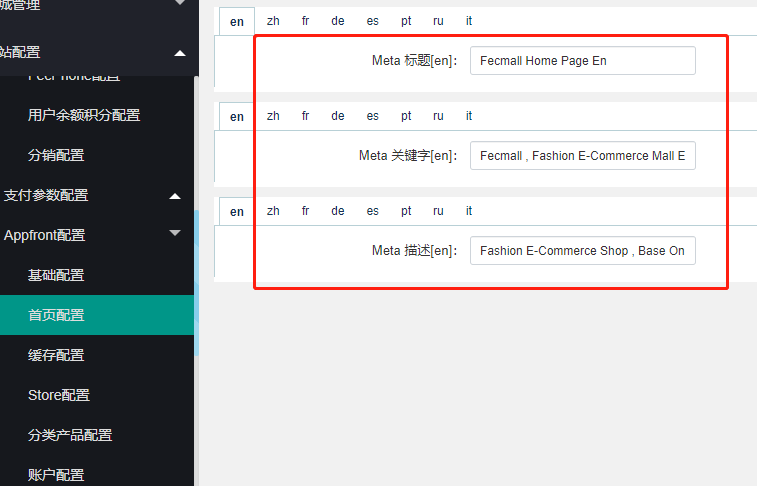 城管理
站配置
用户余额积分配置
分销配置
支付参数配置
Appfront配置
基础配置
首页配置
缓存配置
Store配置
分类产品配置
账户配置
en zh fr de es pt ru it
Meta 标题[en]: Fecmall Home Page En
en zh fr de es pt ru it
Meta 关键字[en]: Fecmall , Fashion E-Commerce Mall E
en zh fr de es pt ru it
Meta 描述[en]: Fashion E-Commerce Shop , Base On